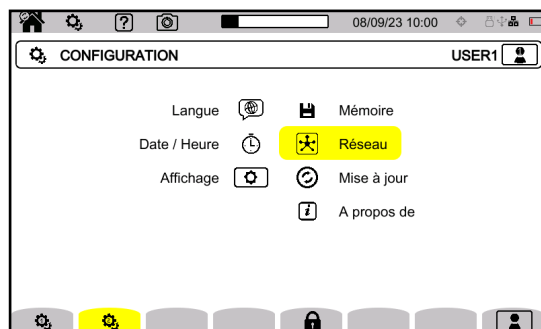 ? 08/09/23 10:00
CONFIGURATION USER1
Langue Mémoire
Date / Heure Réseau
Affichage Mise à jour
i A propos de